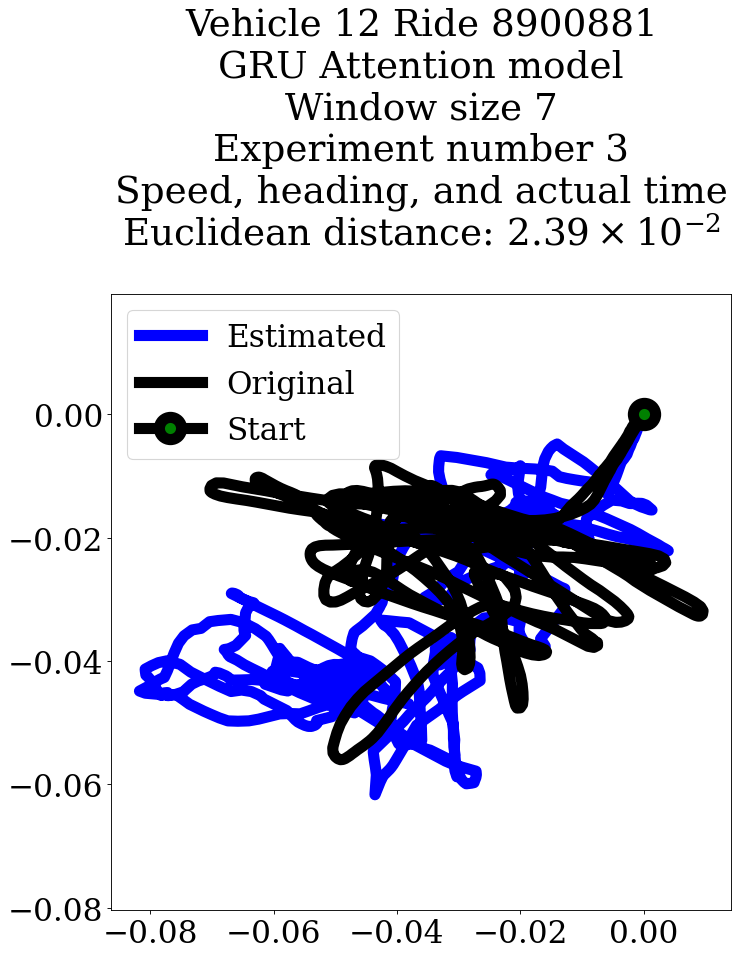 Vehicle 12 Ride 8900881
GRU Attention model
Window size 7
Experiment number 3
Speed, heading, and actual time
Euclidean distance: 2.39 × 10⁻²
Estimated
Original
Start
0.00
−0.02
−0.04
−0.06
−0.08
−0.08 −0.06 −0.04 −0.02 0.00